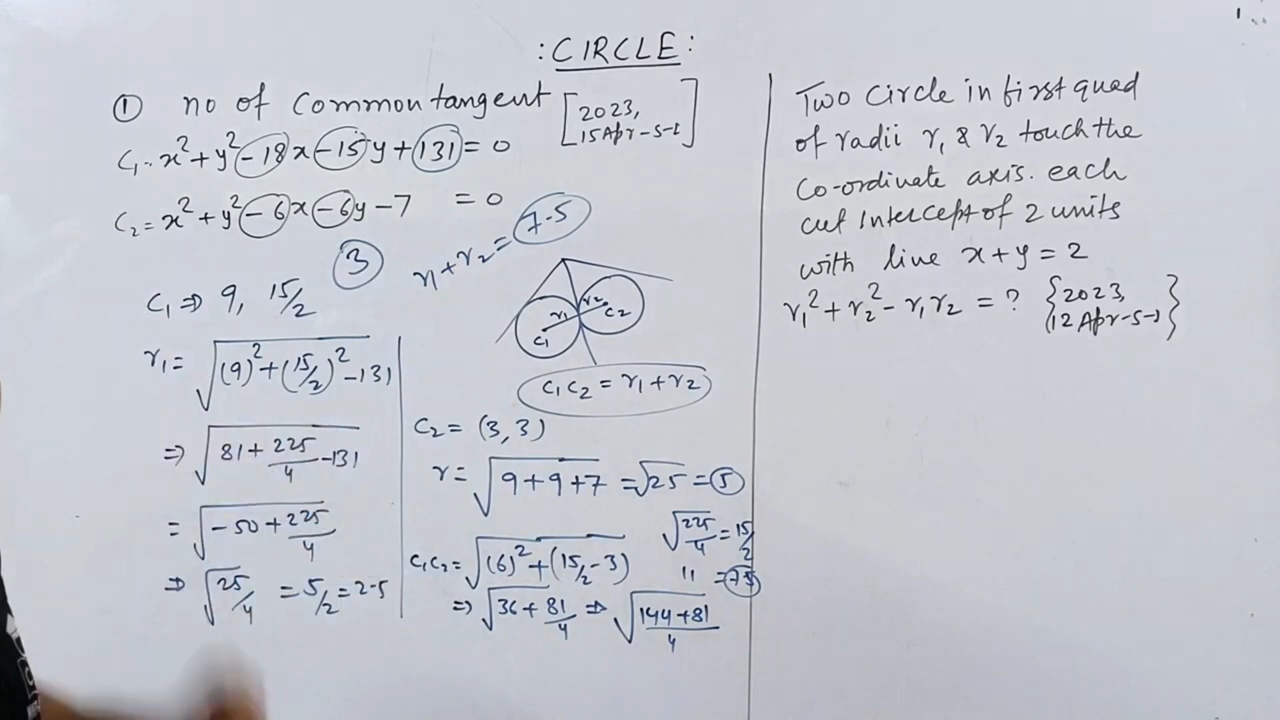 : CIRCLE :
① no of common tangent [2023, 15 Apr-S-I]
C₁ = x² + y² - 18x - 15y + 131 = 0
C₂ = x² + y² - 6x - 6y - 7 = 0
③
r₁ + r₂ = 7.5
C₁ ⇒ 9, 15/2
r₁ = √((9)² + (15/2)² - 131)
⇒ √(81 + 225/4 - 131)
= √(-50 + 225/4)
⇒ √(25/4) = 5/2 = 2.5
r₁ r₂
C₁ C₂
C₁C₂ = r₁ + r₂
C₂ = (3, 3)
r = √(9 + 9 + 7) = √25 = 5
C₁C₂ = √((6)² + (15/2 - 3))
⇒ √(36 + 81/4) ⇒ √((144 + 81)/4)
√(225/4) = 15/2
" = 7.5
Two Circle in first quad
of radii r₁ & r₂ touch the
co-ordinate axis. each
cut Intercept of 2 units
with line x + y = 2
r₁² + r₂² - r₁r₂ = ? {2023, 12 Apr-S-I}